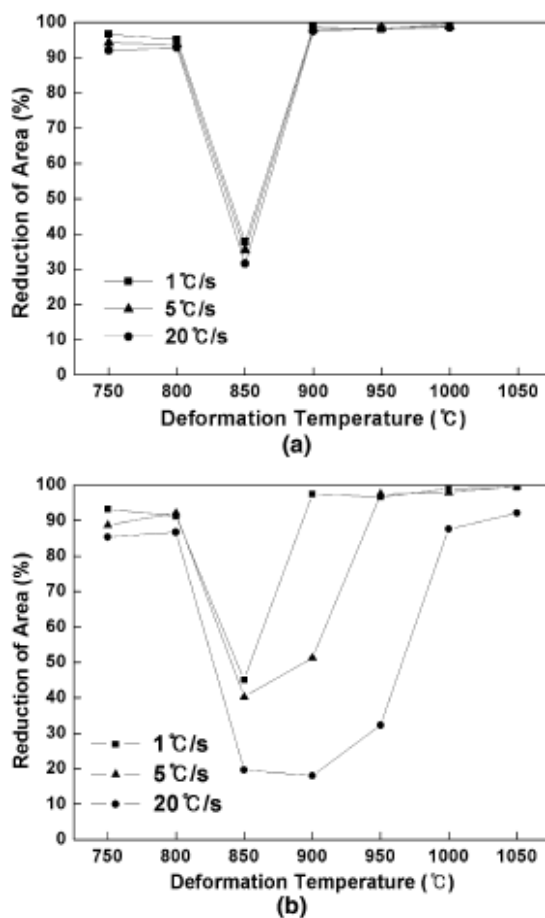 100
90
80
70
60
50
40
30
20
10
0
Reduction of Area (%)
1℃/s
5℃/s
20℃/s
750 800 850 900 950 1000 1050
Deformation Temperature (℃)
(a)
100
90
80
70
60
50
40
30
20
10
0
Reduction of Area (%)
1℃/s
5℃/s
20℃/s
750 800 850 900 950 1000 1050
Deformation Temperature (℃)
(b)